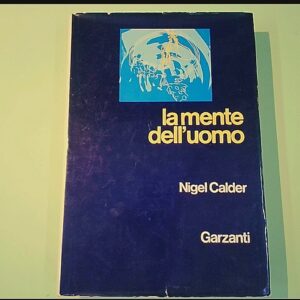 la mente
dell'uomo
Nigel Calder
Garzanti